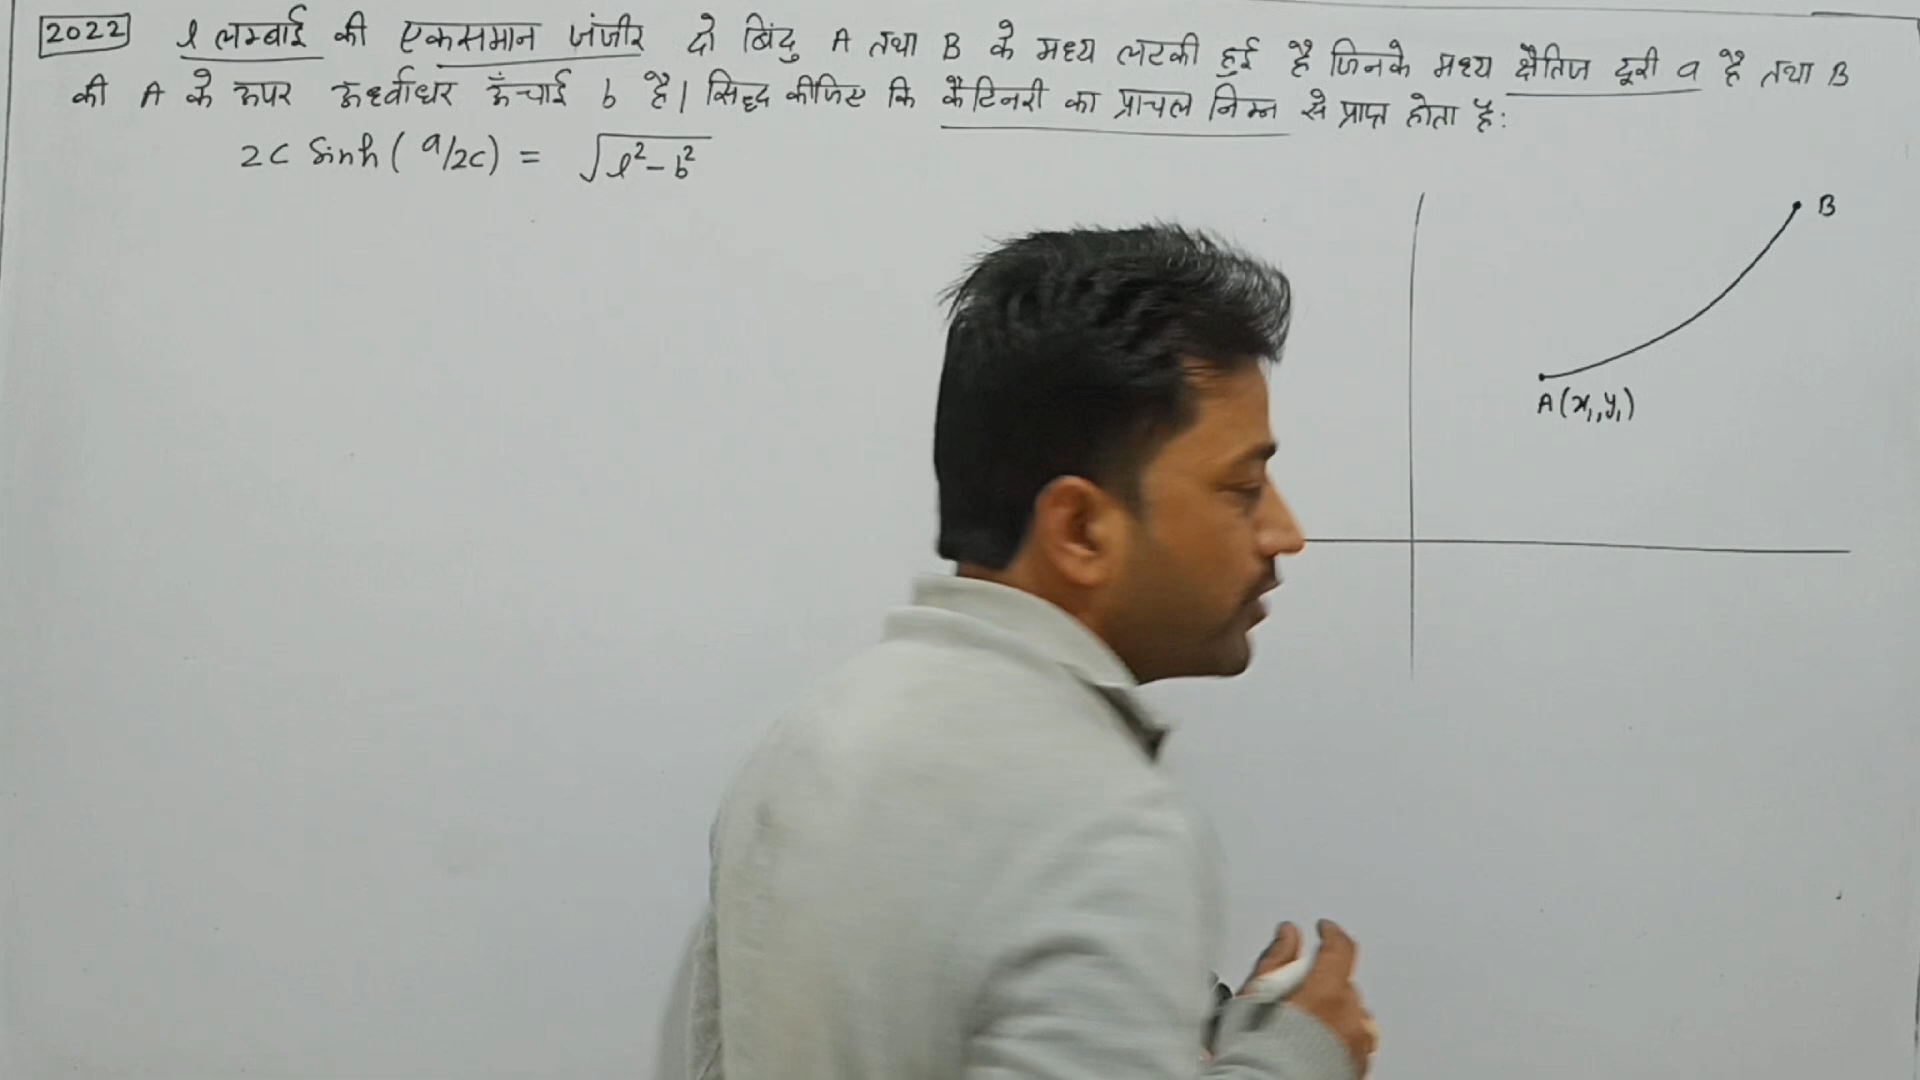 2022 l लम्बाई की एकसमान जंजीर दो बिंदु A तथा B के मध्य लटकी हुई है जिनके मध्य क्षैतिज दूरी a है तथा B
की A के ऊपर ऊर्ध्वाधर ऊँचाई b है। सिद्ध कीजिए कि कैटिनरी का प्राचल निम्न से प्राप्त होता है:
2c Sinh ( a/2c) = √l²-b²
B
A(x₁,y₁)